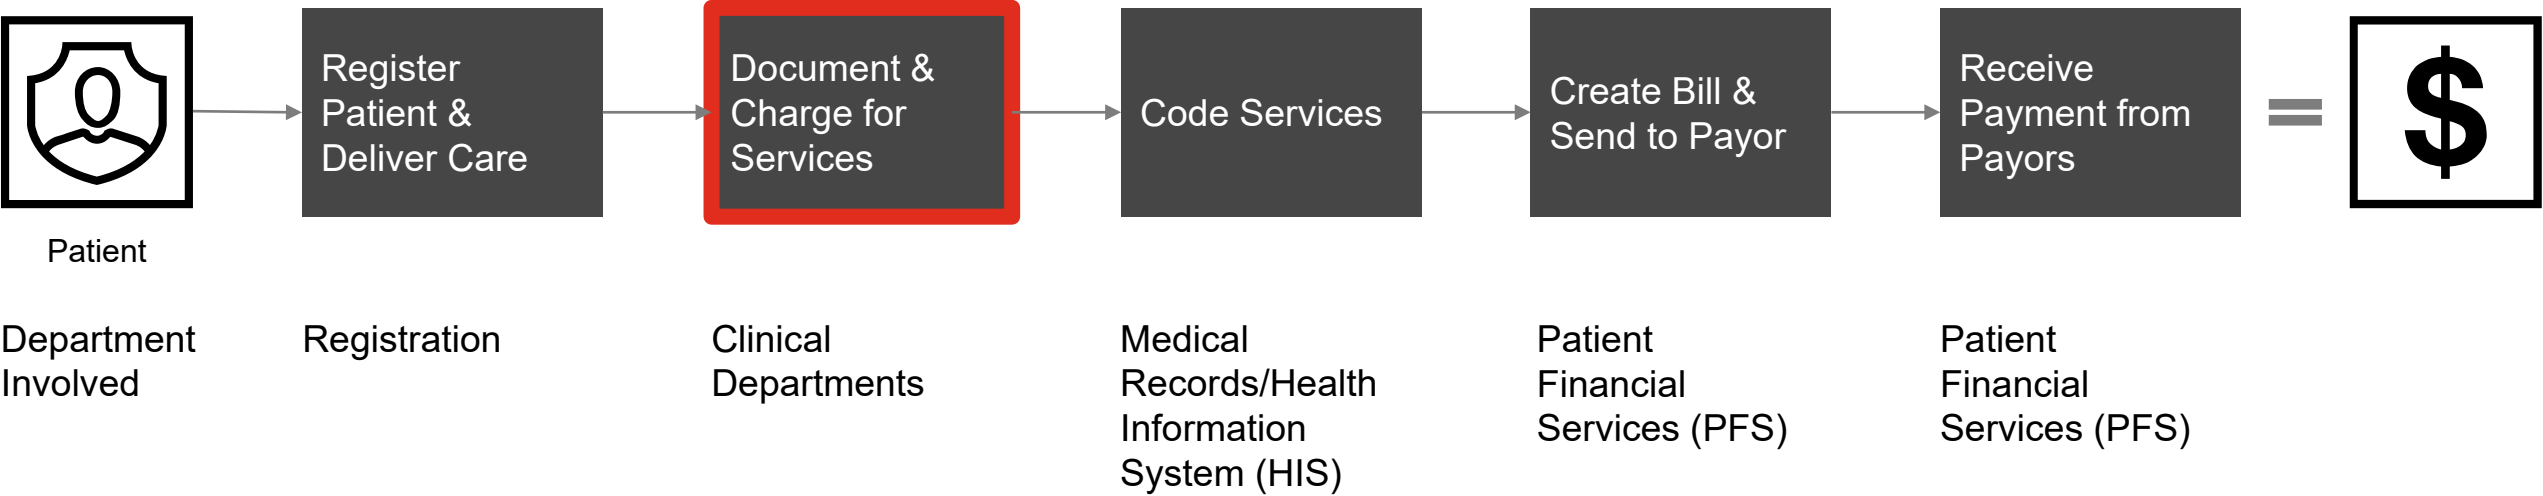 Patient
Register
Patient &
Deliver Care
Document &
Charge for
Services
Code Services
Create Bill &
Send to Payor
Receive
Payment from
Payors
=
$
Department
Involved
Registration
Clinical
Departments
Medical
Records/Health
Information
System (HIS)
Patient
Financial
Services (PFS)
Patient
Financial
Services (PFS)